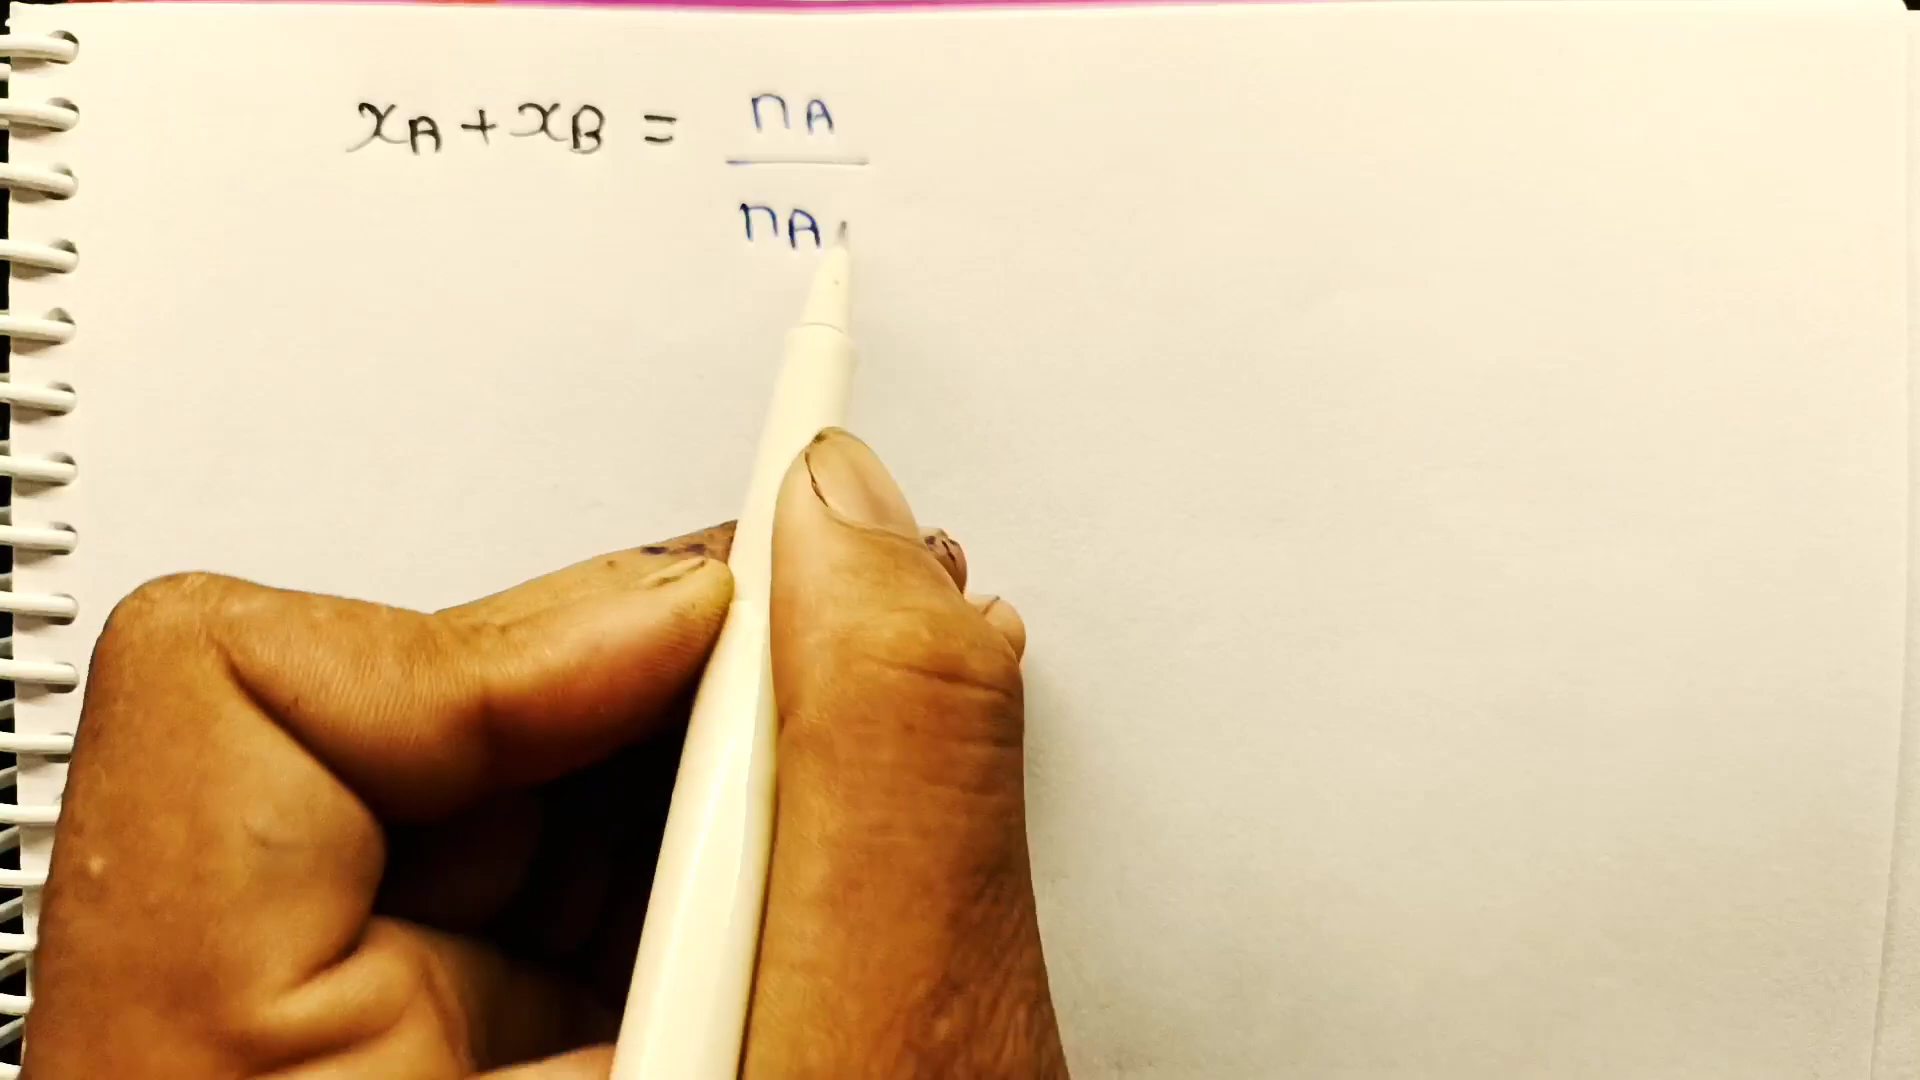 xA + xB = nA
nA